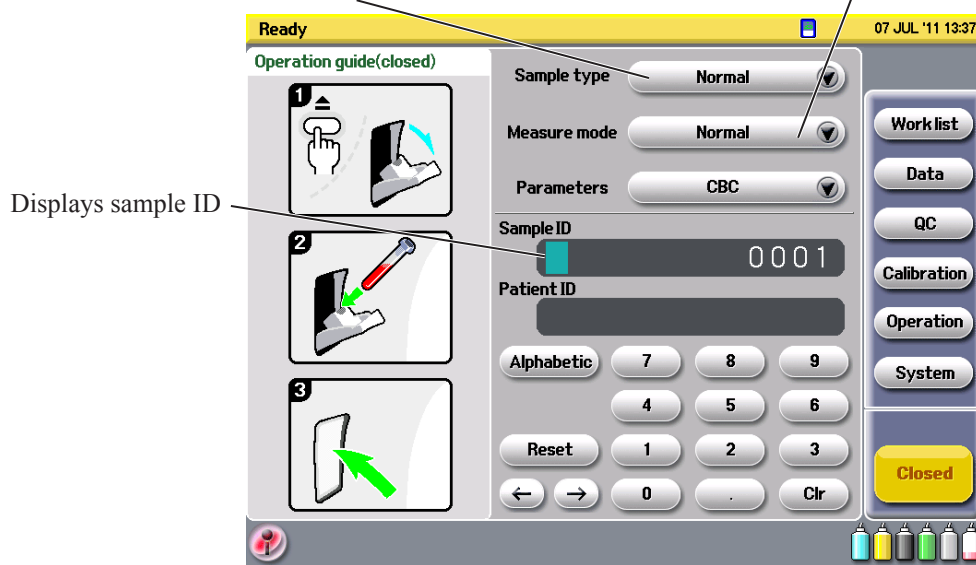 Ready
07 JUL '11 13:37
Operation guide(closed)
1
2
3
Displays sample ID
Sample type Normal
Measure mode Normal
Parameters CBC
Sample ID
0001
Patient ID
Alphabetic 7 8 9
4 5 6
Reset 1 2 3
← → 0 . Clr
Work list
Data
QC
Calibration
Operation
System
Closed